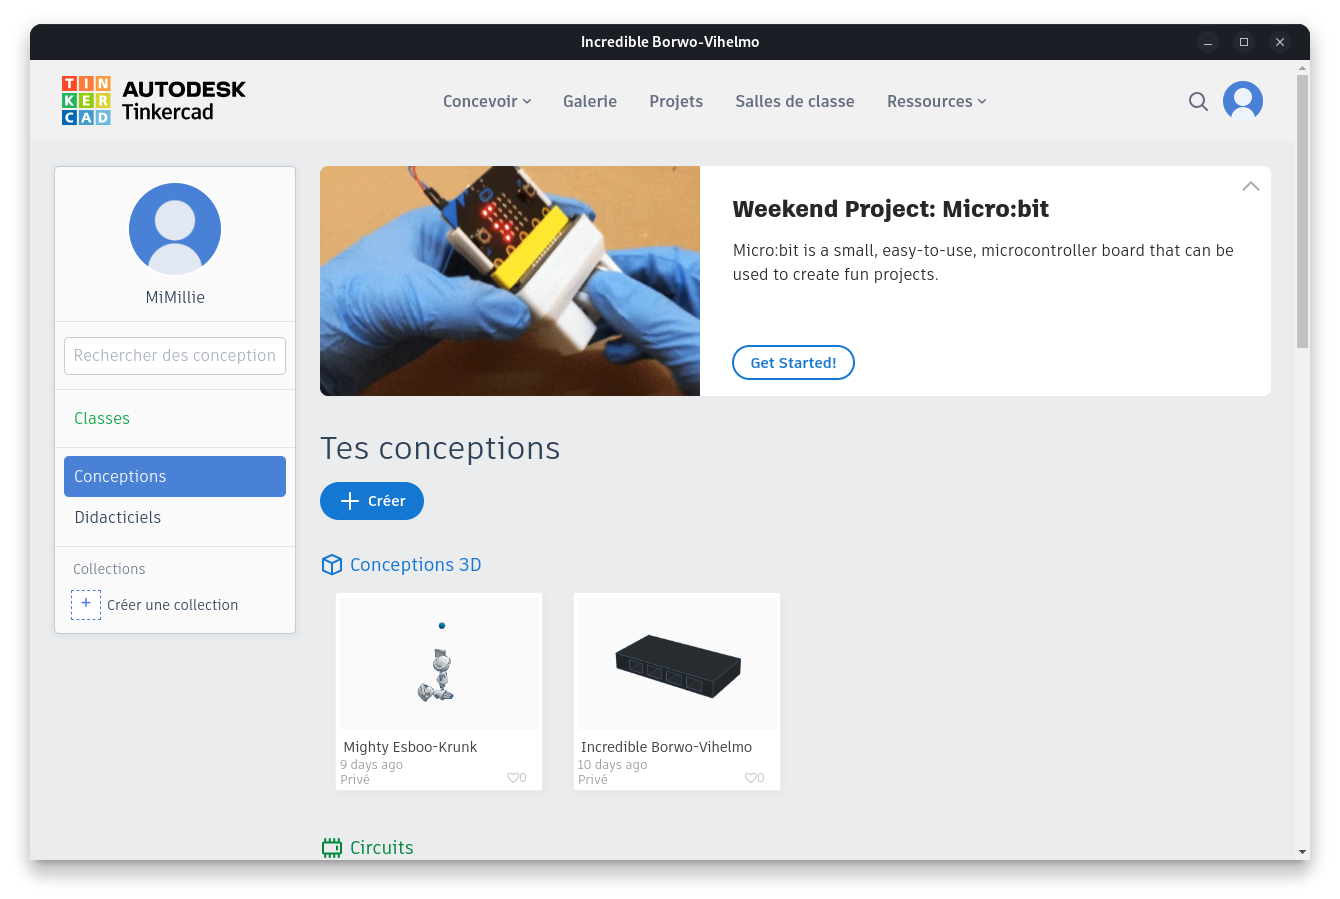 Incredible Borwo-Vihelmo
TIN
KER
CAD
AUTODESK
Tinkercad
Concevoir
Galerie
Projets
Salles de classe
Ressources
MiMillie
Rechercher des conception
Classes
Conceptions
Didacticiels
Collections
+ Créer une collection
Weekend Project: Micro:bit
Micro:bit is a small, easy-to-use, microcontroller board that can be
used to create fun projects.
Get Started!
Tes conceptions
Créer
Conceptions 3D
Mighty Esboo-Krunk
9 days ago
Privé
0
Incredible Borwo-Vihelmo
10 days ago
Privé
0
Circuits